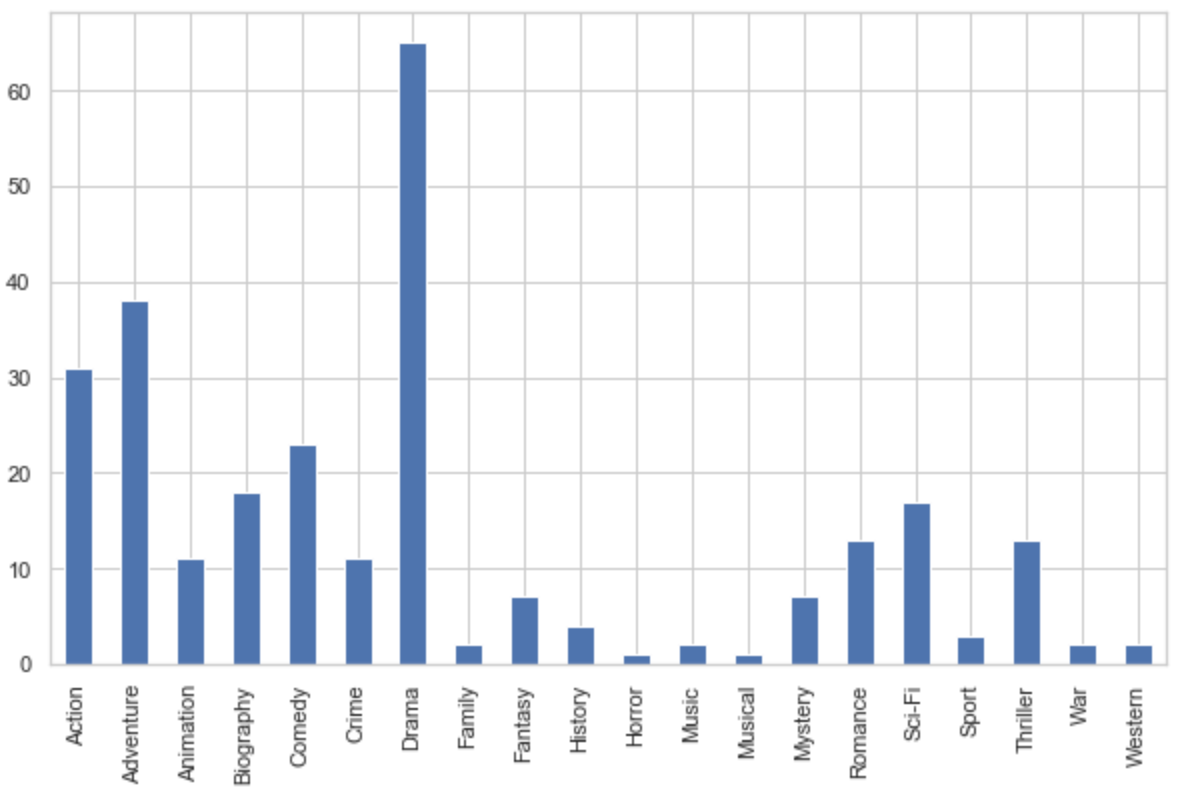 60
50
40
30
20
10
0
Action
Adventure
Animation
Biography
Comedy
Crime
Drama
Family
Fantasy
History
Horror
Music
Musical
Mystery
Romance
Sci-Fi
Sport
Thriller
War
Western